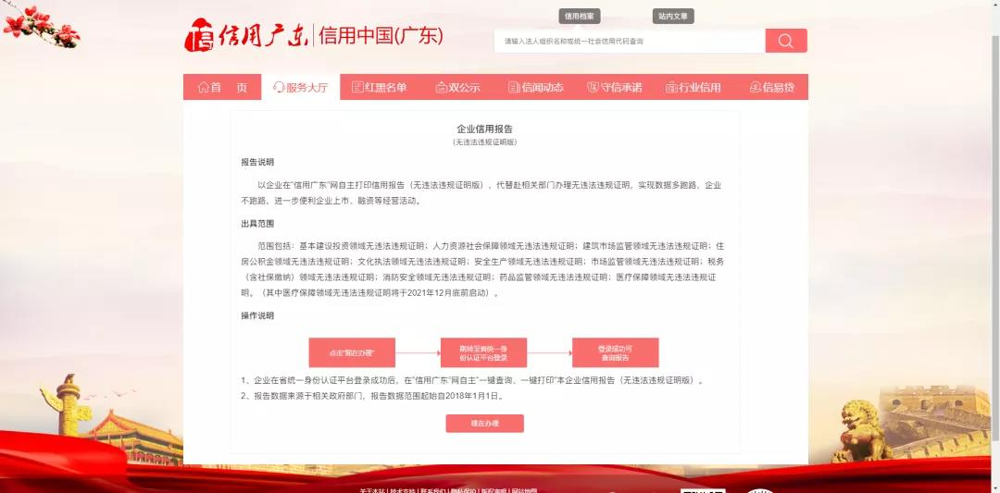 信用档案
站内文章
信用广东
信用中国(广东)
请输入法人组织名称或统一社会信用代码查询
首 页
服务大厅
红黑名单
双公示
信闻动态
守信承诺
行业信用
信易贷
企业信用报告
(无违法违规证明版)
报告说明
以企业在"信用广东"网自主打印信用报告（无违法违规证明版），代替赴相关部门办理无违法违规证明，实现数据多跑路，企业
不跑路，进一步便利企业上市、融资等经营活动。
出具范围
范围包括：基本建设投资领域无违法违规证明；人力资源社会保障领域无违法违规证明；建筑市场监管领域无违法违规证明；住
房公积金领域无违法违规证明；文化执法领域无违法违规证明；安全生产领域无违法违规证明；市场监管领域无违法违规证明；税务
（含社保缴纳）领域无违法违规证明；消防安全领域无违法违规证明；药品监管领域无违法违规证明；医疗保障领域无违法违规证
明。（其中医疗保障领域无违法违规证明将于2021年12月底前启动）。
操作说明
点击"现在办理"
跳转至省统一身
份认证平台登录
登录成功可
查询报告
1、企业在省统一身份认证平台登录成功后，在"信用广东"网自主"一键查询、一键打印"本企业信用报告（无违法违规证明版）。
2、报告数据来源于相关政府部门，报告数据范围起始自2018年1月1日。
现在办理
关于本站 | 技术支持 | 联系我们 | 隐私保护 | 版权声明 | 网站地图